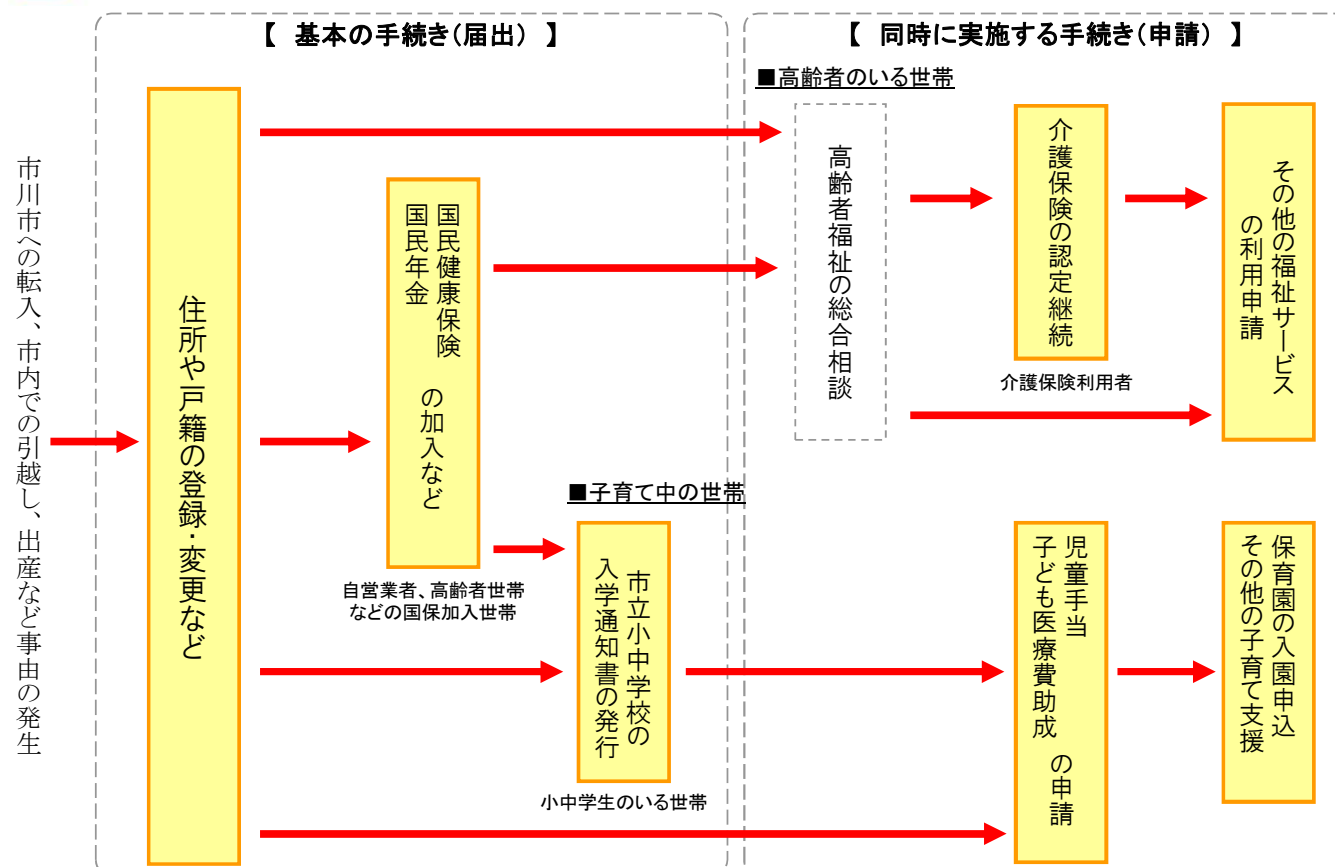 【 基本の手続き(届出) 】
【 同時に実施する手続き(申請) 】
市川市への転入、市内での引越し、出産など事由の発生
住所や戸籍の登録・変更など
国民健康保険
国民年金
の加入など
自営業者、高齢者世帯
などの国保加入世帯
■子育て中の世帯
市立小中学校の
入学通知書の発行
小中学生のいる世帯
■高齢者のいる世帯
高齢者福祉の総合相談
介護保険の認定継続
介護保険利用者
その他の福祉サービス
の利用申請
児童手当
子ども医療費助成
の申請
保育園の入園申込
その他の子育て支援